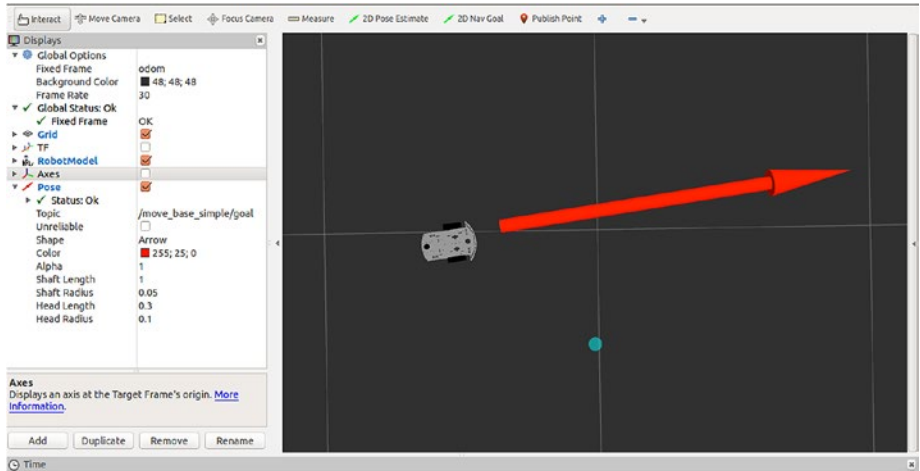 Interact Move Camera Select Focus Camera Measure 2D Pose Estimate 2D Nav Goal Publish Point
Displays
Global Options
Fixed Frame odom
Background Color 48; 48; 48
Frame Rate 30
Global Status: Ok
Fixed Frame OK
Grid
TF
RobotModel
Axes
Pose
Status: Ok
Topic /move_base_simple/goal
Unreliable
Shape Arrow
Color 255; 25; 0
Alpha 1
Shaft Length 1
Shaft Radius 0.05
Head Length 0.3
Head Radius 0.1
Axes
Displays an axis at the Target Frame's origin. More
Information.
Add Duplicate Remove Rename
Time